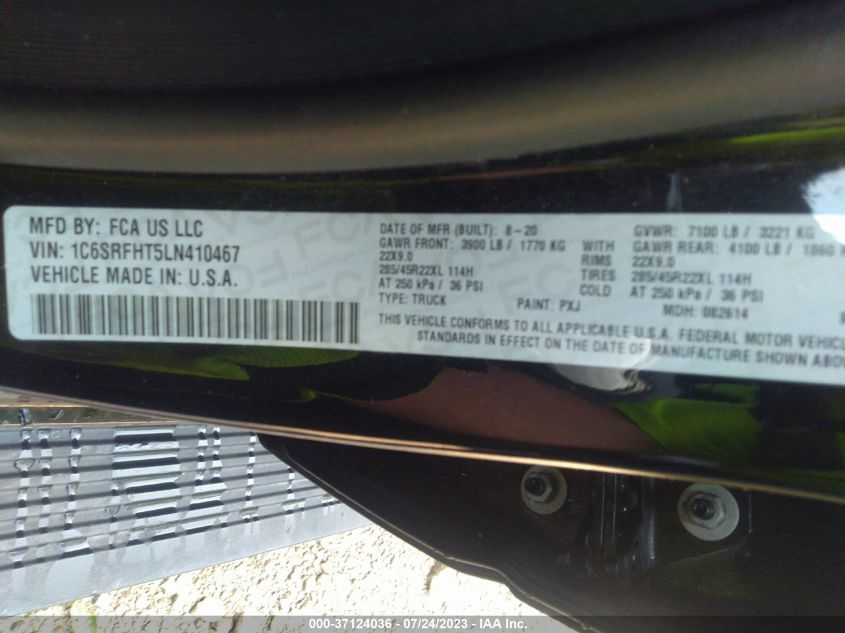 MFD BY: FCA US LLC
VIN: 1C6SRFHT5LN410467
VEHICLE MADE IN: U.S.A.
DATE OF MFR (BUILT): 8-20 GVWR: 7100 LB / 3221 KG
GAWR FRONT: 3900 LB / 1770 KG WITH GAWR REAR: 4100 LB / 1860 KG
22X9.0 RIMS 22X9.0
285/45R22XL 114H TIRES 285/45R22XL 114H
AT 250 kPa / 36 PSI COLD AT 250 kPa / 36 PSI
TYPE: TRUCK PAINT: PXJ MDH: 082614
THIS VEHICLE CONFORMS TO ALL APPLICABLE U.S.A. FEDERAL MOTOR VEHICLE
STANDARDS IN EFFECT ON THE DATE OF MANUFACTURE SHOWN ABOV
000-37124036 - 07/24/2023 - IAA Inc.